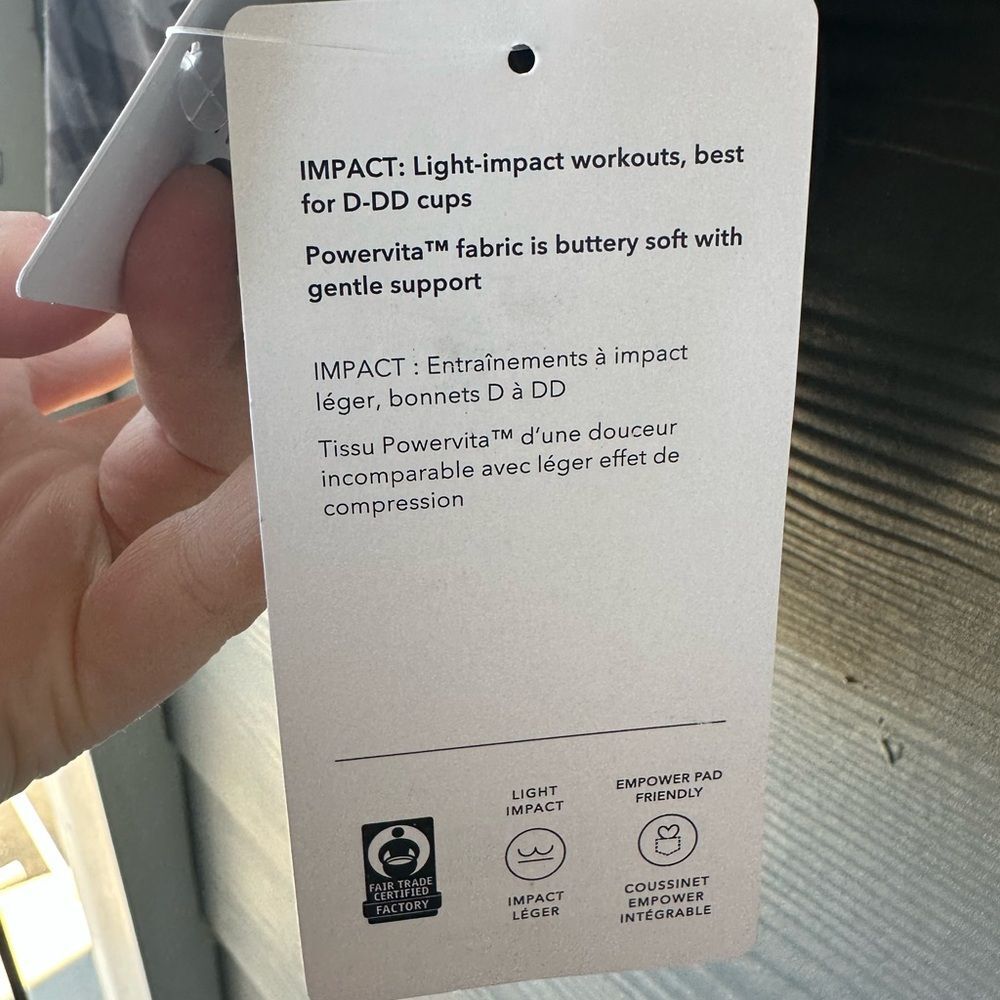 IMPACT: Light-impact workouts, best
for D-DD cups
Powervita™ fabric is buttery soft with
gentle support
IMPACT : Entraînements à impact
léger, bonnets D à DD
Tissu Powervita™ d’une douceur
incomparable avec léger effet de
compression
FAIR TRADE
CERTIFIED
FACTORY
LIGHT
IMPACT
IMPACT
LÉGER
EMPOWER PAD
FRIENDLY
COUSSINET
EMPOWER
INTÉGRABLE